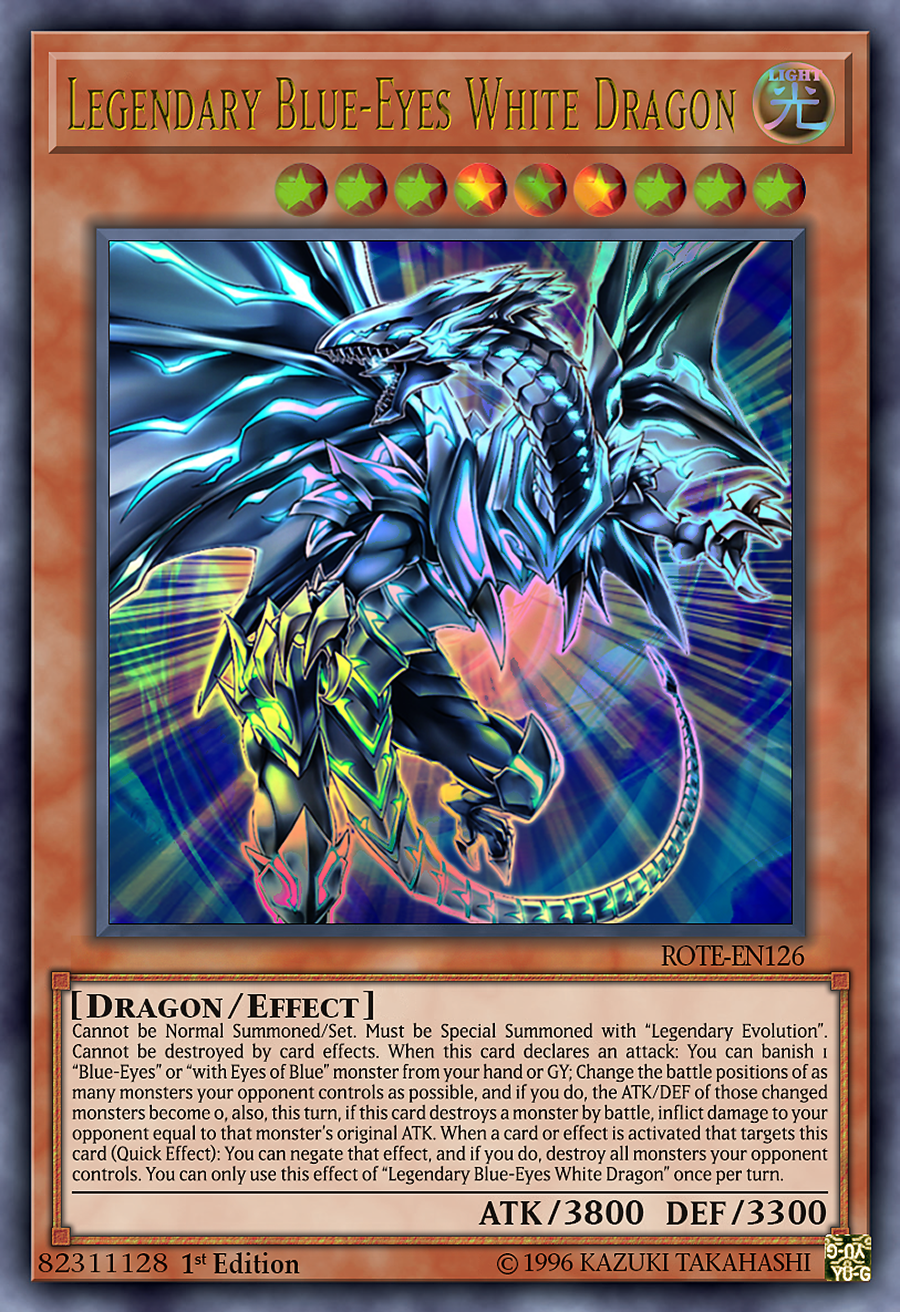 Legendary Blue-Eyes White Dragon
LIGHT
光
ROTE-EN126
[Dragon/Effect]
Cannot be Normal Summoned/Set. Must be Special Summoned with “Legendary Evolution”.
Cannot be destroyed by card effects. When this card declares an attack: You can banish 1
“Blue-Eyes” or “with Eyes of Blue” monster from your hand or GY; Change the battle positions of as
many monsters your opponent controls as possible, and if you do, the ATK/DEF of those changed
monsters become 0, also, this turn, if this card destroys a monster by battle, inflict damage to your
opponent equal to that monster’s original ATK. When a card or effect is activated that targets this
card (Quick Effect): You can negate that effect, and if you do, destroy all monsters your opponent
controls. You can only use this effect of “Legendary Blue-Eyes White Dragon” once per turn.
ATK/3800 DEF/3300
82311128 1st Edition
© 1996 KAZUKI TAKAHASHI